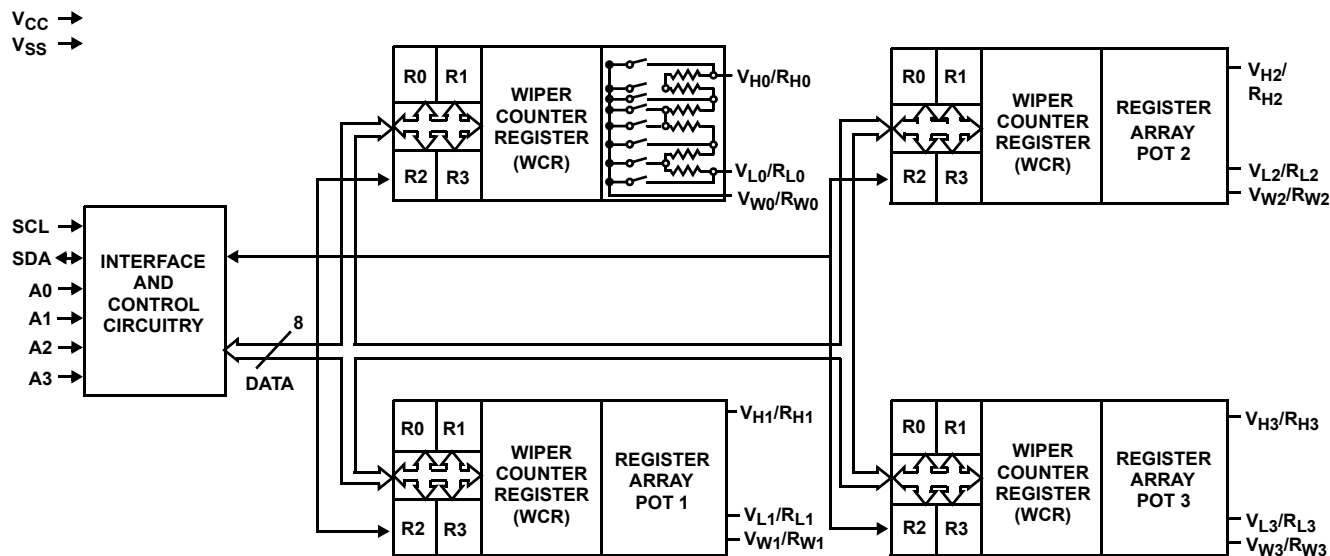 VCC
VSS
R0 R1
R2 R3
WIPER
COUNTER
REGISTER
(WCR)
VH0/RH0
VL0/RL0
VW0/RW0
R0 R1
R2 R3
WIPER
COUNTER
REGISTER
(WCR)
REGISTER
ARRAY
POT 2
VH2/
RH2
VL2/RL2
VW2/RW2
SCL
SDA
A0
A1
A2
A3
INTERFACE
AND
CONTROL
CIRCUITRY
8
DATA
R0 R1
R2 R3
WIPER
COUNTER
REGISTER
(WCR)
REGISTER
ARRAY
POT 1
VH1/RH1
VL1/RL1
VW1/RW1
R0 R1
R2 R3
WIPER
COUNTER
REGISTER
(WCR)
REGISTER
ARRAY
POT 3
VH3/RH3
VL3/RL3
VW3/RW3